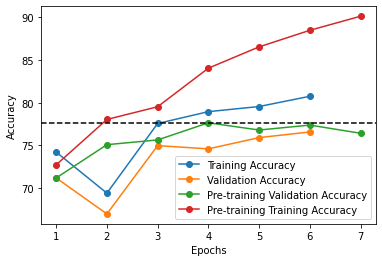 90
85
80
75
70
Accuracy
1 2 3 4 5 6 7
Epochs
Training Accuracy
Validation Accuracy
Pre-training Validation Accuracy
Pre-training Training Accuracy